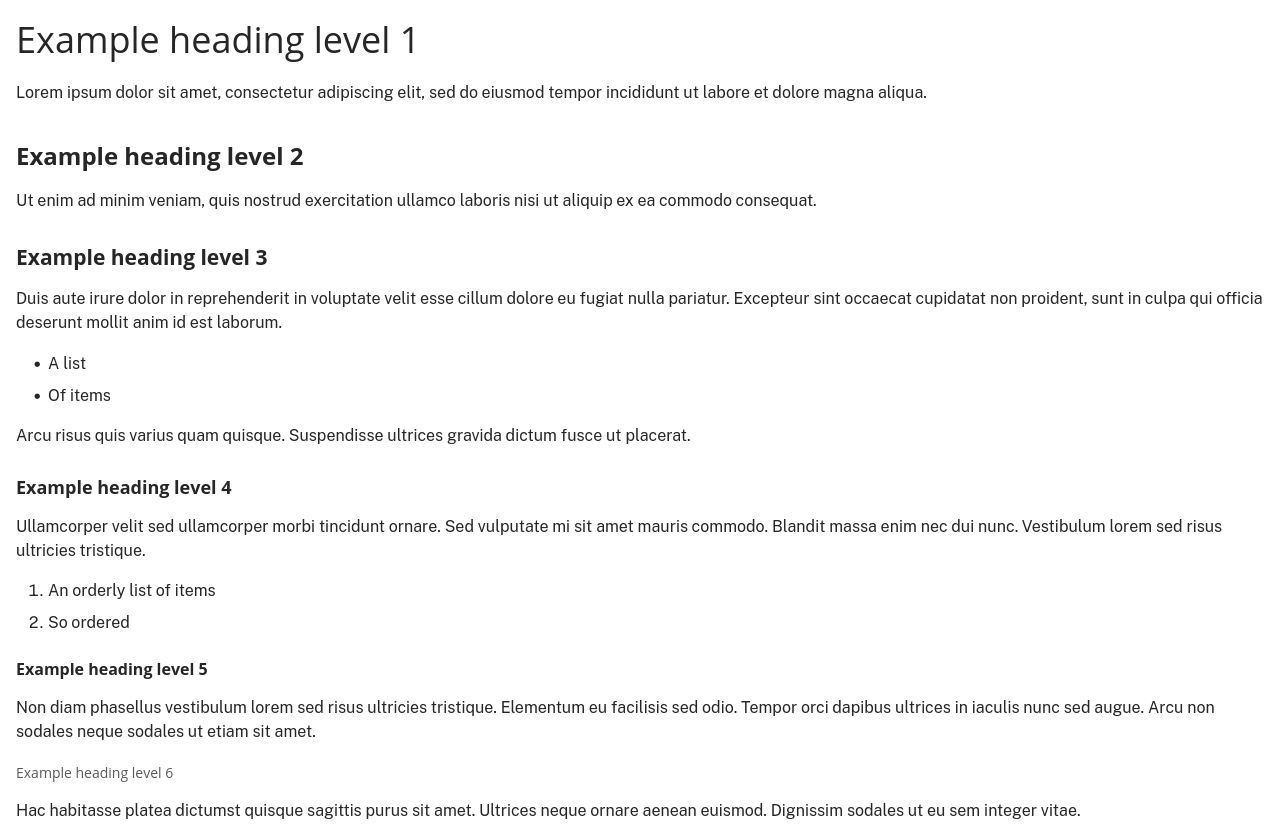 Example heading level 1
Lorem ipsum dolor sit amet, consectetur adipiscing elit, sed do eiusmod tempor incididunt ut labore et dolore magna aliqua.
Example heading level 2
Ut enim ad minim veniam, quis nostrud exercitation ullamco laboris nisi ut aliquip ex ea commodo consequat.
Example heading level 3
Duis aute irure dolor in reprehenderit in voluptate velit esse cillum dolore eu fugiat nulla pariatur. Excepteur sint occaecat cupidatat non proident, sunt in culpa qui officia
deserunt mollit anim id est laborum.
• A list
• Of items
Arcu risus quis varius quam quisque. Suspendisse ultrices gravida dictum fusce ut placerat.
Example heading level 4
Ullamcorper velit sed ullamcorper morbi tincidunt ornare. Sed vulputate mi sit amet mauris commodo. Blandit massa enim nec dui nunc. Vestibulum lorem sed risus
ultricies tristique.
1. An orderly list of items
2. So ordered
Example heading level 5
Non diam phasellus vestibulum lorem sed risus ultricies tristique. Elementum eu facilisis sed odio. Tempor orci dapibus ultrices in iaculis nunc sed augue. Arcu non
sodales neque sodales ut etiam sit amet.
Example heading level 6
Hac habitasse platea dictumst quisque sagittis purus sit amet. Ultrices neque ornare aenean euismod. Dignissim sodales ut eu sem integer vitae.